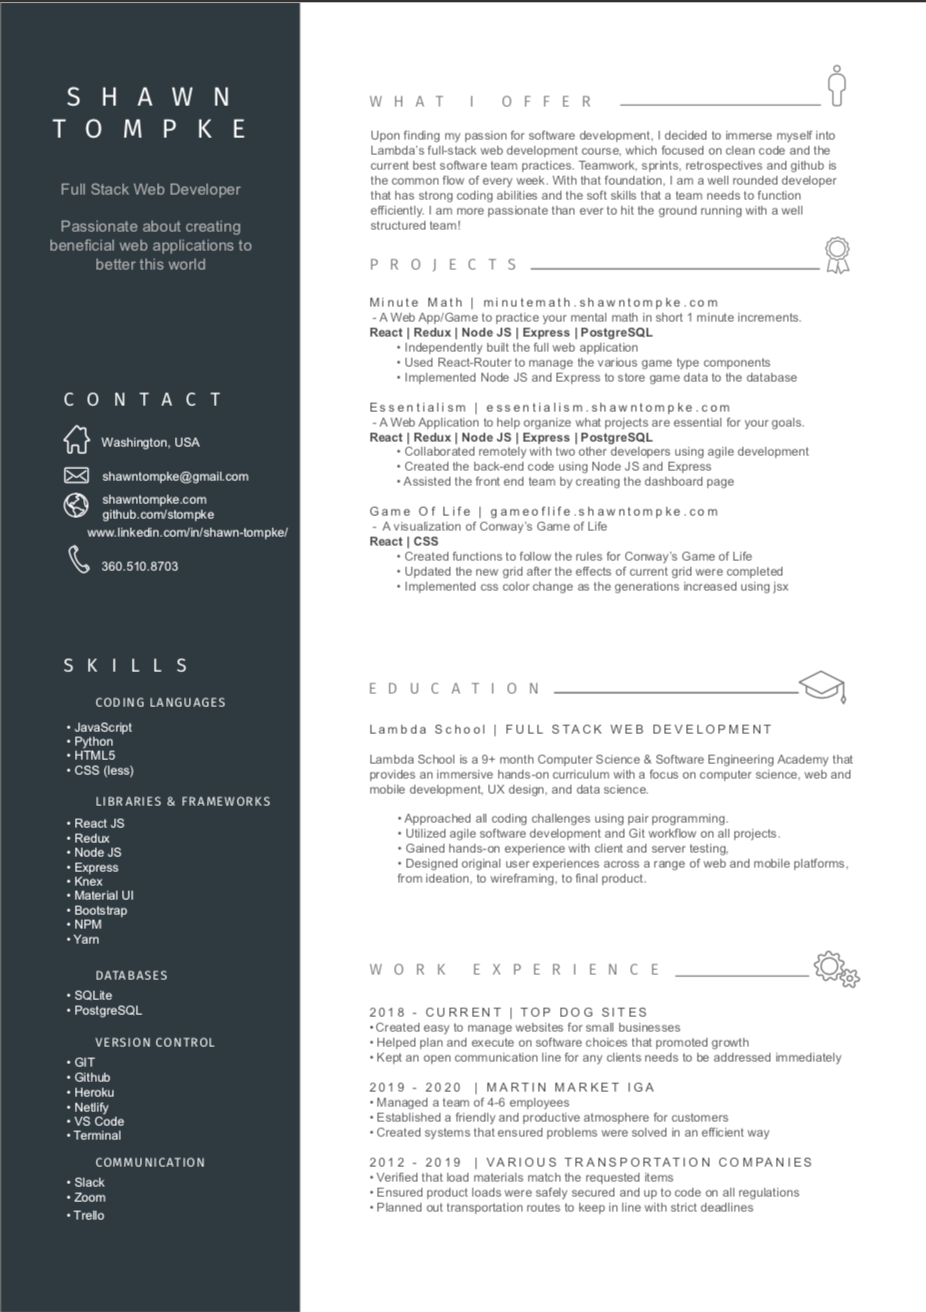 SHAWN
TOMPKE
Full Stack Web Developer
Passionate about creating
beneficial web applications to
better this world
CONTACT
Washington, USA
shawntompke@gmail.com
shawntompke.com
github.com/stompke
www.linkedin.com/in/shawn-tompke/
360.510.8703
SKILLS
CODING LANGUAGES
• JavaScript
• Python
• HTML5
• CSS (less)
LIBRARIES & FRAMEWORKS
• React JS
• Redux
• Node JS
• Express
• Knex
• Material UI
• Bootstrap
• NPM
• Yarn
DATABASES
• SQLite
• PostgreSQL
VERSION CONTROL
• GIT
• Github
• Heroku
• Netlify
• VS Code
• Terminal
COMMUNICATION
• Slack
• Zoom
• Trello
WHAT I OFFER
Upon finding my passion for software development, I decided to immerse myself into
Lambda's full-stack web development course, which focused on clean code and the
current best software team practices. Teamwork, sprints, retrospectives and github is
the common flow of every week. With that foundation, I am a well rounded developer
that has strong coding abilities and the soft skills that a team needs to function
efficiently. I am more passionate than ever to hit the ground running with a well
structured team!
PROJECTS
Minute Math | minutemath.shawntompke.com
- A Web App/Game to practice your mental math in short 1 minute increments.
React | Redux | Node JS | Express | PostgreSQL
• Independently built the full web application
• Used React-Router to manage the various game type components
• Implemented Node JS and Express to store game data to the database
Essentialism | essentialism.shawntompke.com
- A Web Application to help organize what projects are essential for your goals.
React | Redux | Node JS | Express | PostgreSQL
• Collaborated remotely with two other developers using agile development
• Created the back-end code using Node JS and Express
• Assisted the front end team by creating the dashboard page
Game Of Life | gameoflife.shawntompke.com
- A visualization of Conway's Game of Life
React | CSS
• Created functions to follow the rules for Conway's Game of Life
• Updated the new grid after the effects of current grid were completed
• Implemented css color change as the generations increased using jsx
EDUCATION
Lambda School | FULL STACK WEB DEVELOPMENT
Lambda School is a 9+ month Computer Science & Software Engineering Academy that
provides an immersive hands-on curriculum with a focus on computer science, web and
mobile development, UX design, and data science.
• Approached all coding challenges using pair programming.
• Utilized agile software development and Git workflow on all projects.
• Gained hands-on experience with client and server testing,
• Designed original user experiences across a range of web and mobile platforms,
from ideation, to wireframing, to final product.
WORK EXPERIENCE
2018 - CURRENT | TOP DOG SITES
• Created easy to manage websites for small businesses
• Helped plan and execute on software choices that promoted growth
• Kept an open communication line for any clients needs to be addressed immediately
2019 - 2020 | MARTIN MARKET IGA
• Managed a team of 4-6 employees
• Established a friendly and productive atmosphere for customers
• Created systems that ensured problems were solved in an efficient way
2012 - 2019 | VARIOUS TRANSPORTATION COMPANIES
• Verified that load materials match the requested items
• Ensured product loads were safely secured and up to code on all regulations
• Planned out transportation routes to keep in line with strict deadlines